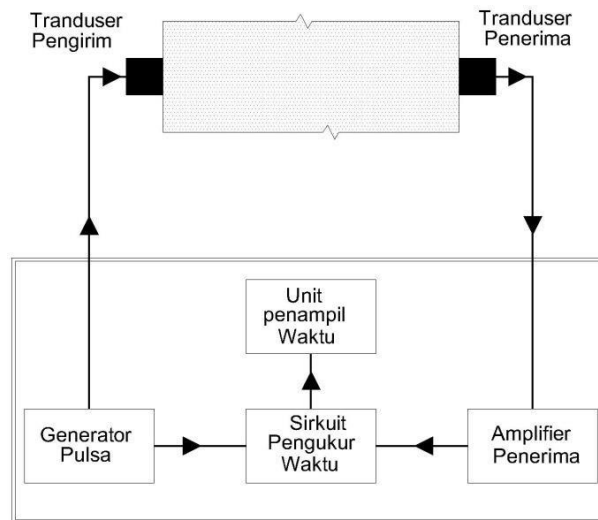 Tranduser
Pengirim
Tranduser
Penerima
Unit
penampil
Waktu
Generator
Pulsa
Sirkuit
Pengukur
Waktu
Amplifier
Penerima